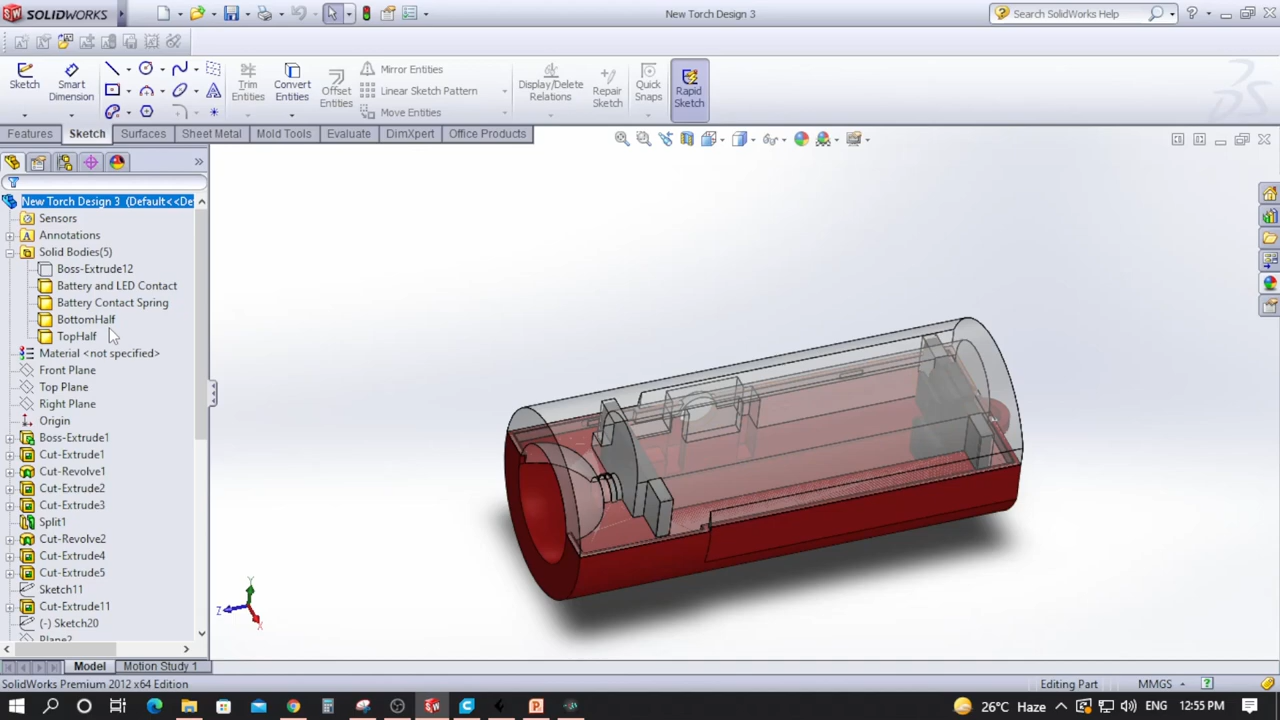 SOLIDWORKS
New Torch Design 3
Search SolidWorks Help
Sketch
Smart Dimension
Trim Entities
Convert Entities
Offset Entities
Mirror Entities
Linear Sketch Pattern
Move Entities
Display/Delete Relations
Repair Sketch
Quick Snaps
Rapid Sketch
Features
Sketch
Surfaces
Sheet Metal
Mold Tools
Evaluate
DimXpert
Office Products
New Torch Design 3 (Default<<De
Sensors
Annotations
Solid Bodies(5)
Boss-Extrude12
Battery and LED Contact
Battery Contact Spring
BottomHalf
TopHalf
Material <not specified>
Front Plane
Top Plane
Right Plane
Origin
Boss-Extrude1
Cut-Extrude1
Cut-Revolve1
Cut-Extrude2
Cut-Extrude3
Split1
Cut-Revolve2
Cut-Extrude4
Cut-Extrude5
Sketch11
Cut-Extrude11
(-) Sketch20
Plane2
Y
Z
X
Model
Motion Study 1
SolidWorks Premium 2012 x64 Edition
Editing Part
MMGS
26°C Haze
ENG
12:55 PM